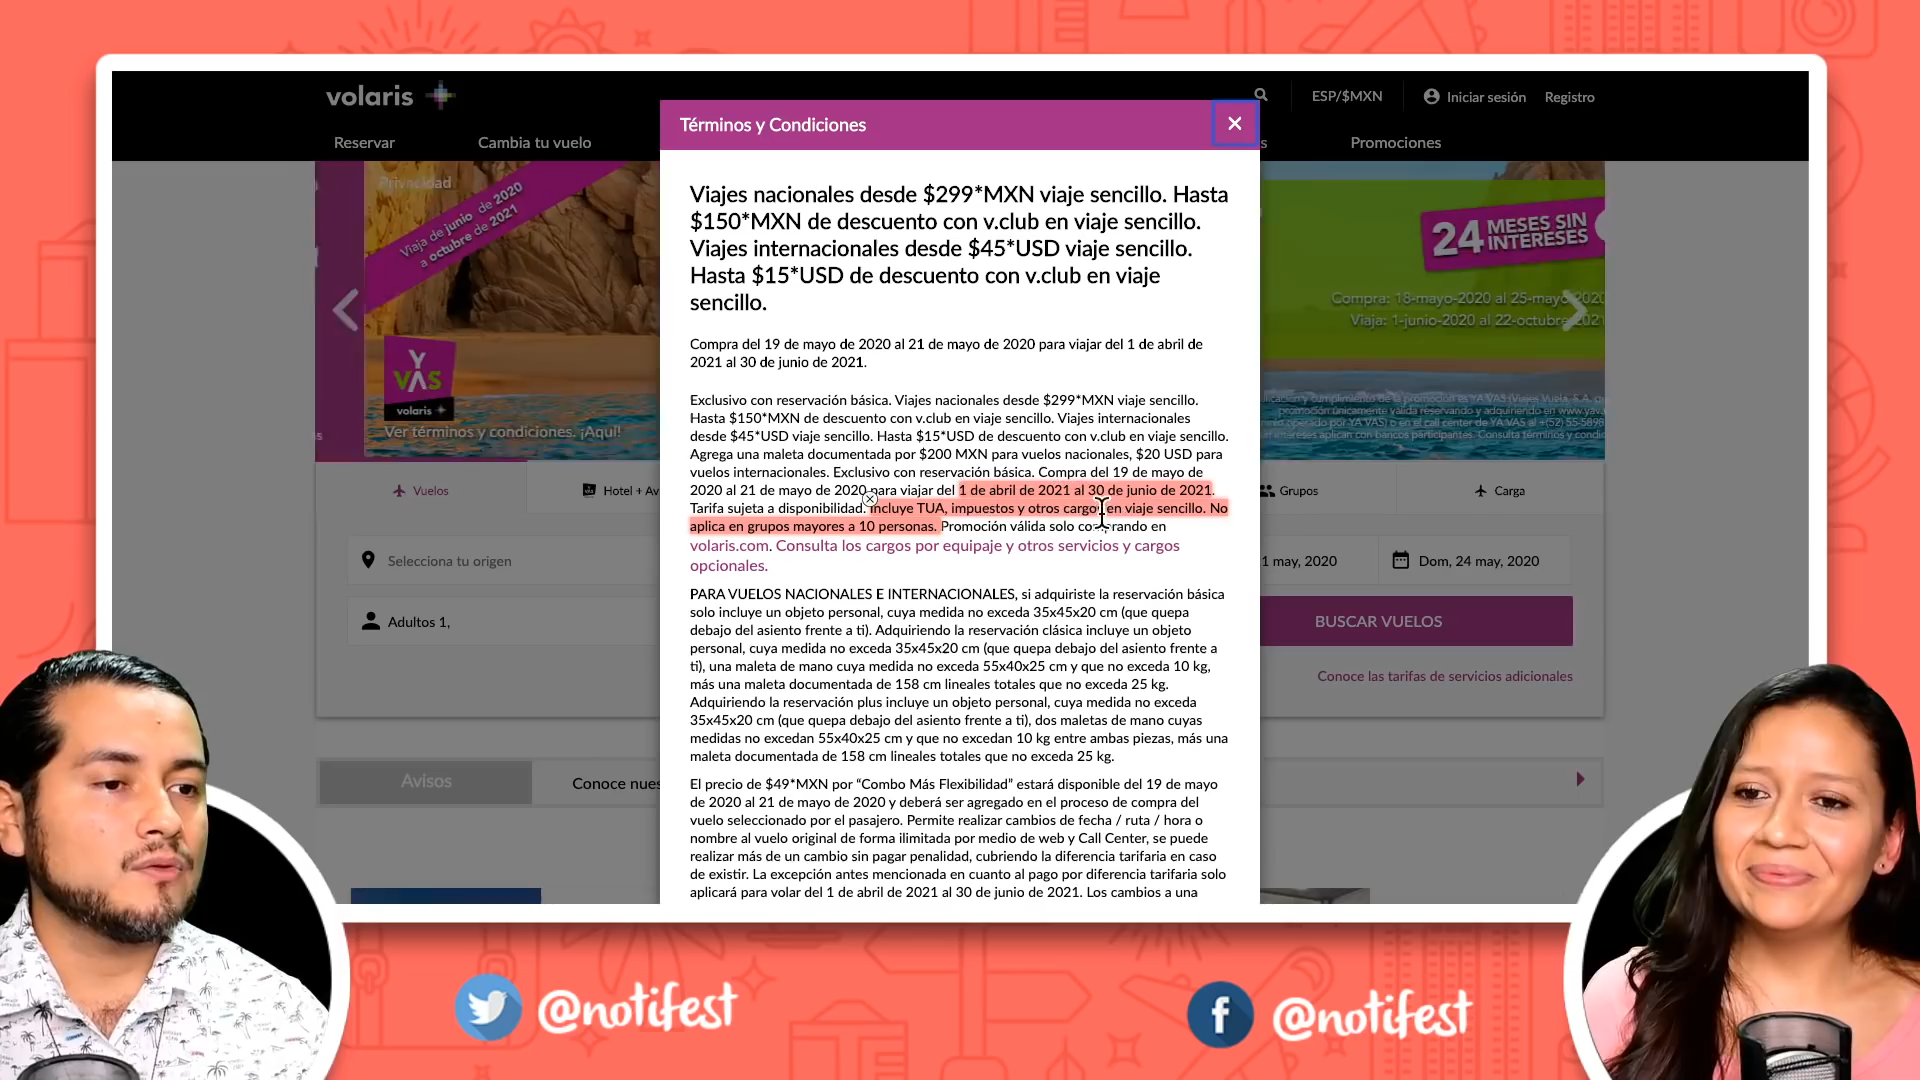 volaris
ESP/$MXN
Iniciar sesión
Registro
Reservar
Cambia tu vuelo
Promociones
Términos y Condiciones
Privacidad
Viaja de junio de 2020
a octubre de 2021
Y
VAS
volaris
Ver términos y condiciones. ¡Aquí!
24 MESES SIN
INTERESES
Compra: 18-mayo-2020 al 25-mayo 2020
Viaja: 1-junio-2020 al 22-octubre-202
Viajes nacionales desde $299*MXN viaje sencillo. Hasta
$150*MXN de descuento con v.club en viaje sencillo.
Viajes internacionales desde $45*USD viaje sencillo.
Hasta $15*USD de descuento con v.club en viaje
sencillo.
Compra del 19 de mayo de 2020 al 21 de mayo de 2020 para viajar del 1 de abril de
2021 al 30 de junio de 2021.
Exclusivo con reservación básica. Viajes nacionales desde $299*MXN viaje sencillo.
Hasta $150*MXN de descuento con v.club en viaje sencillo. Viajes internacionales
desde $45*USD viaje sencillo. Hasta $15*USD de descuento con v.club en viaje sencillo.
Agrega una maleta documentada por $200 MXN para vuelos nacionales, $20 USD para
vuelos internacionales. Exclusivo con reservación básica. Compra del 19 de mayo de
2020 al 21 de mayo de 2020 para viajar del 1 de abril de 2021 al 30 de junio de 2021.
Tarifa sujeta a disponibilidad. Incluye TUA, impuestos y otros cargos en viaje sencillo. No
aplica en grupos mayores a 10 personas. Promoción válida solo comprando en
volaris.com. Consulta los cargos por equipaje y otros servicios y cargos
opcionales.
PARA VUELOS NACIONALES E INTERNACIONALES, si adquiriste la reservación básica
solo incluye un objeto personal, cuya medida no exceda 35x45x20 cm (que quepa
debajo del asiento frente a ti). Adquiriendo la reservación clásica incluye un objeto
personal, cuya medida no exceda 35x45x20 cm (que quepa debajo del asiento frente a
ti), una maleta de mano cuya medida no exceda 55x40x25 cm y que no exceda 10 kg,
más una maleta documentada de 158 cm lineales totales que no exceda 25 kg.
Adquiriendo la reservación plus incluye un objeto personal, cuya medida no exceda
35x45x20 cm (que quepa debajo del asiento frente a ti), dos maletas de mano cuyas
medidas no excedan 55x40x25 cm y que no excedan 10 kg entre ambas piezas, más una
maleta documentada de 158 cm lineales totales que no exceda 25 kg.
El precio de $49*MXN por “Combo Más Flexibilidad” estará disponible del 19 de mayo
de 2020 al 21 de mayo de 2020 y deberá ser agregado en el proceso de compra del
vuelo seleccionado por el pasajero. Permite realizar cambios de fecha / ruta / hora o
nombre al vuelo original de forma ilimitada por medio de web y Call Center, se puede
realizar más de un cambio sin pagar penalidad, cubriendo la diferencia tarifaria en caso
de existir. La excepción antes mencionada en cuanto al pago por diferencia tarifaria solo
aplicará para volar del 1 de abril de 2021 al 30 de junio de 2021. Los cambios a una
Vuelos
Hotel + Av
Grupos
Carga
Selecciona tu origen
1 may, 2020
Dom, 24 may, 2020
Adultos 1,
BUSCAR VUELOS
Conoce las tarifas de servicios adicionales
Avisos
Conoce nues
@notifest
@notifest